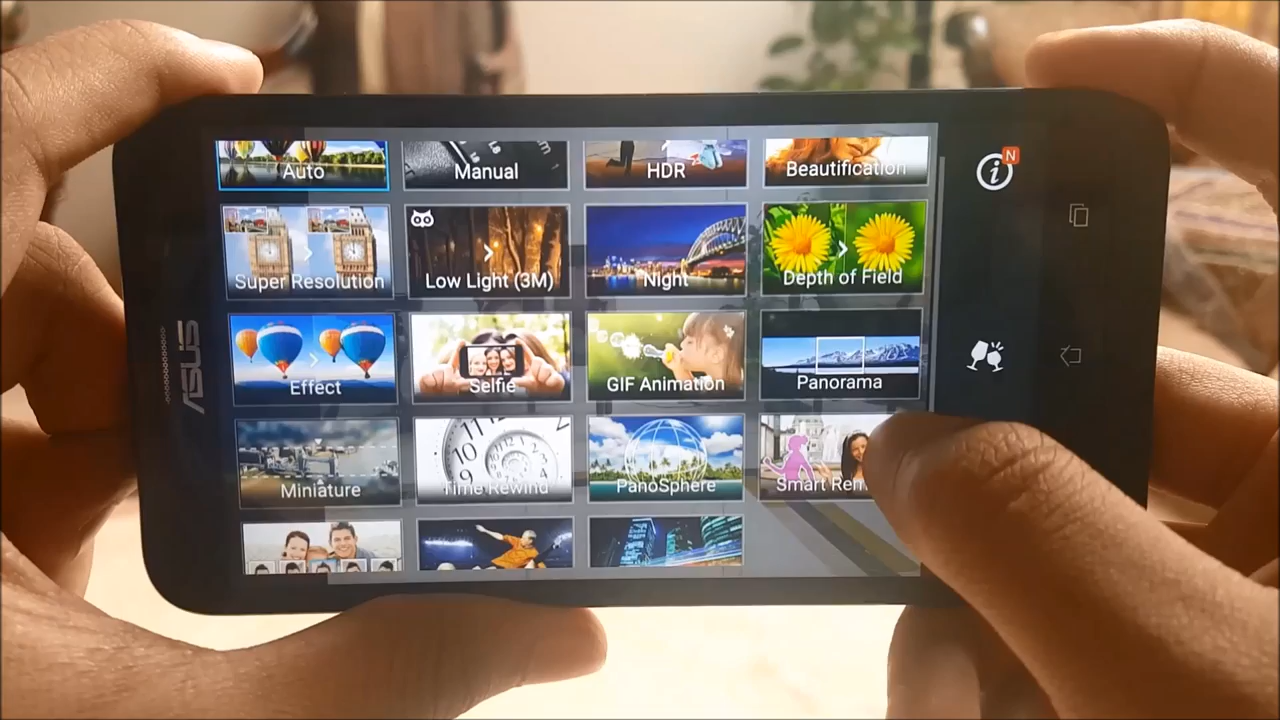 Auto
Manual
HDR
Beautification
N
i
Super Resolution
Low Light (3M)
Night
Depth of Field
ASUS
Effect
Selfie
GIF Animation
Panorama
Miniature
Time Rewind
PanoSphere
Smart